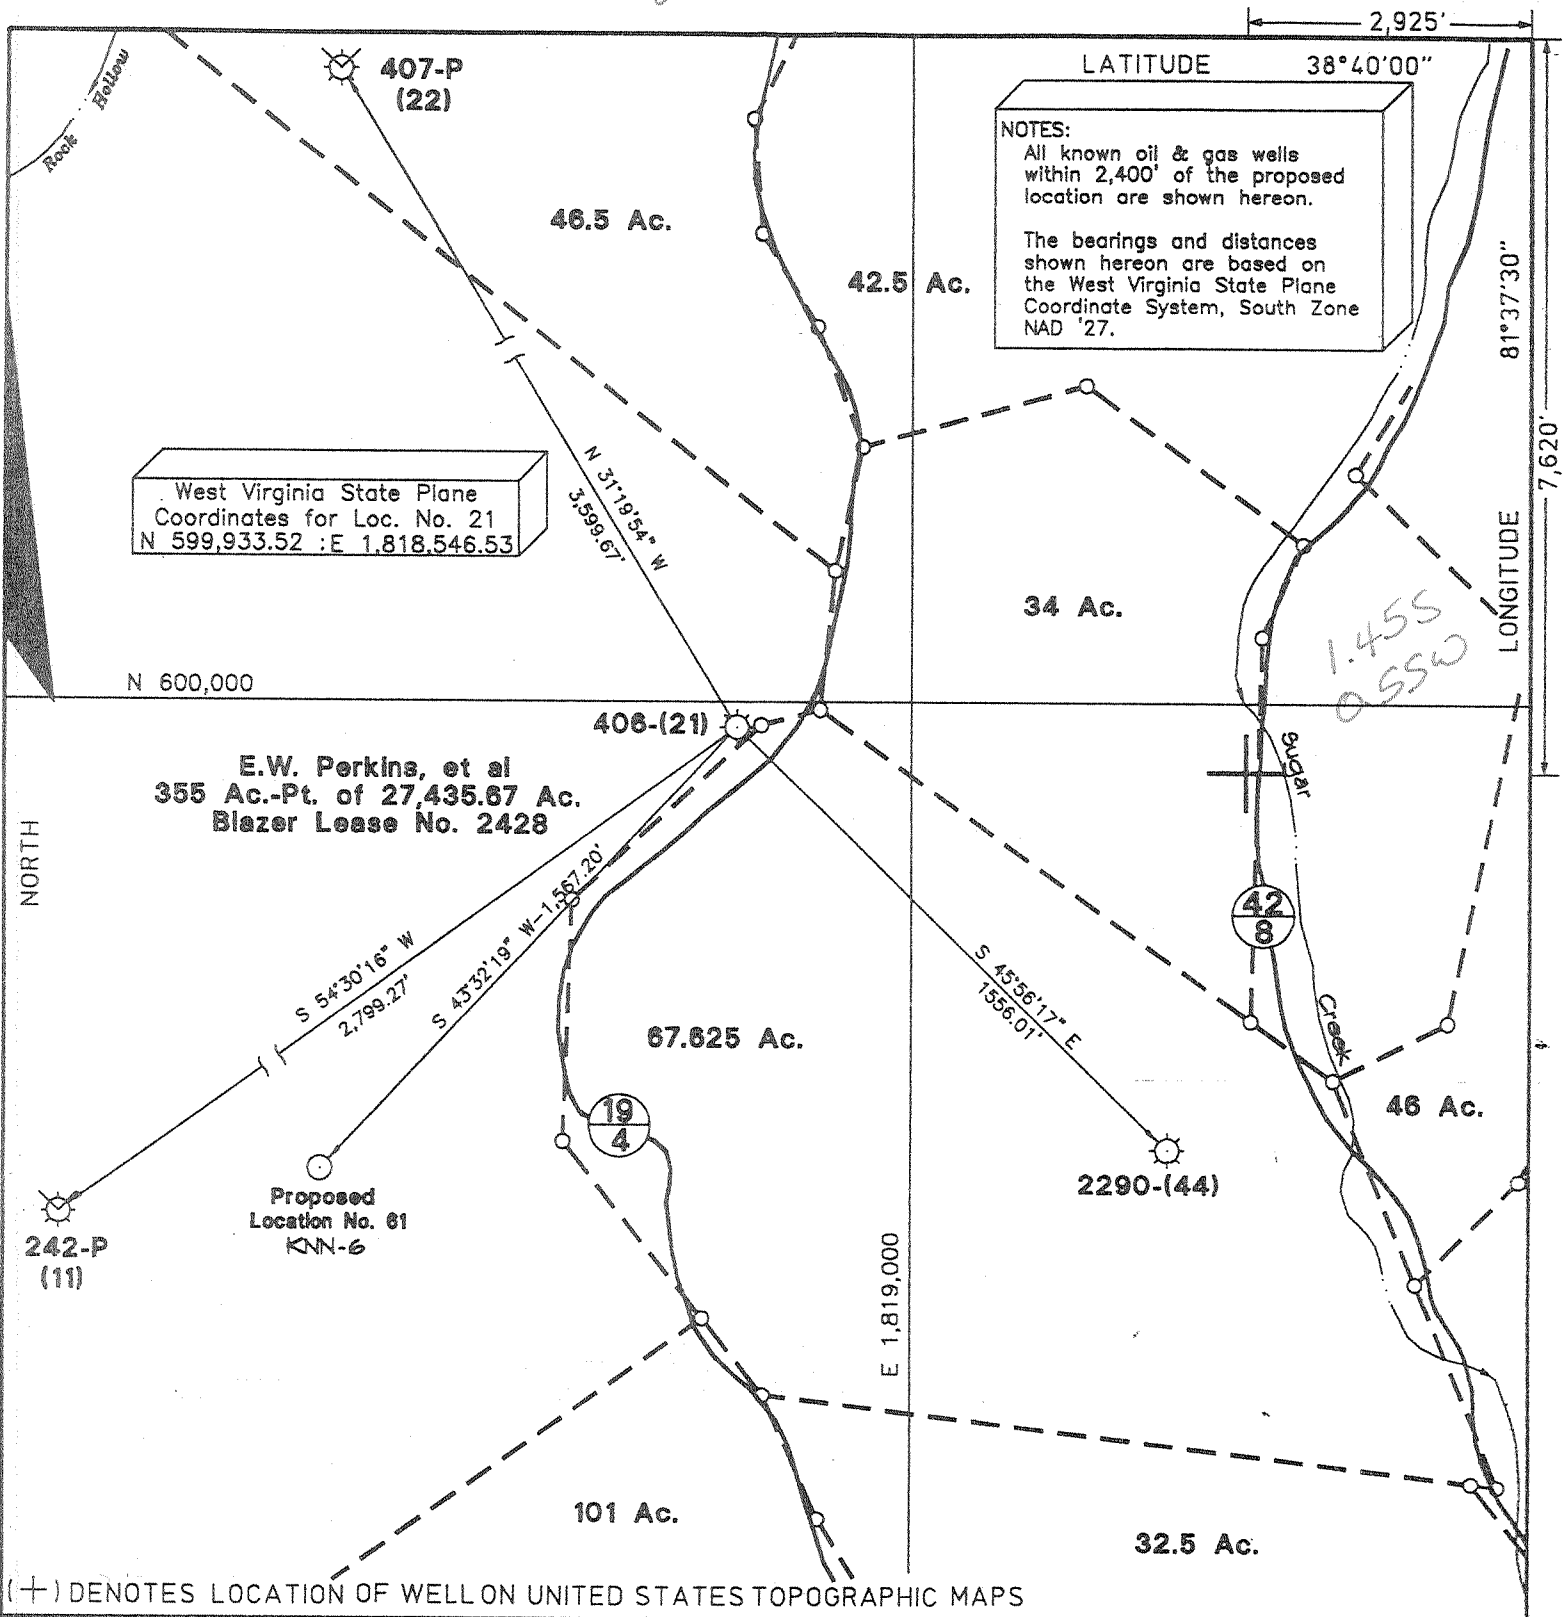 2,925'
LATITUDE 38°40'00"
407-P
(22)
Rock Hollow
NOTES:
All known oil & gas wells
within 2,400' of the proposed
location are shown hereon.
The bearings and distances
shown hereon are based on
the West Virginia State Plane
Coordinate System, South Zone
NAD '27.
46.5 Ac.
42.5 Ac.
81°37'30"
LONGITUDE
7,620'
West Virginia State Plane
Coordinates for Loc. No. 21
N 599,933.52 : E 1,818,546.53
N 31°19'54" W
3,599.67'
34 Ac.
1.45S
0.55W
N 600,000
406-(21)
E.W. Perkins, et al
355 Ac.-Pt. of 27,435.67 Ac.
Blazer Lease No. 2428
NORTH
Sugar
Creek
42
8
S 54°30'16" W
2,799.27'
S 43°32'19" W-1,567.20'
S 45°56'17" E
1556.01'
67.625 Ac.
19
4
46 Ac.
2290-(44)
Proposed
Location No. 61
KNN-6
242-P
(11)
E 1,819,000
101 Ac.
32.5 Ac.
(+) DENOTES LOCATION OF WELL ON UNITED STATES TOPOGRAPHIC MAPS